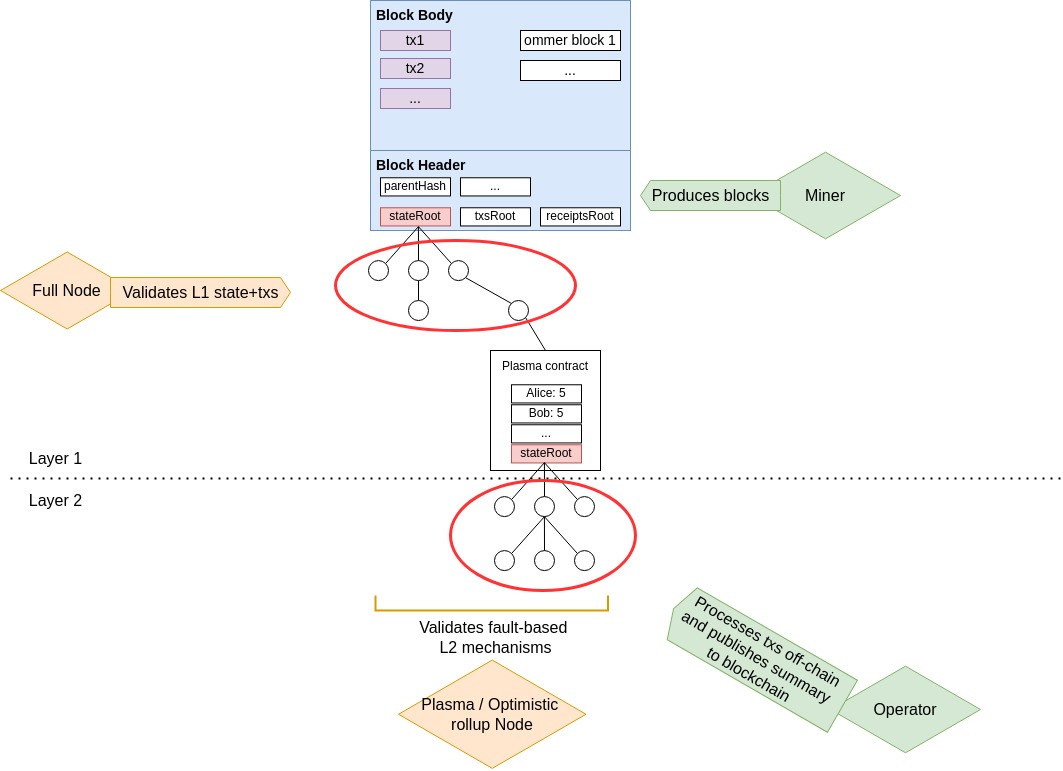 Block Body
tx1
ommer block 1
tx2
...
...
Block Header
parentHash
...
stateRoot
txsRoot
receiptsRoot
Produces blocks
Miner
Full Node
Validates L1 state+txs
Plasma contract
Alice: 5
Bob: 5
...
stateRoot
Layer 1
Layer 2
Validates fault-based
L2 mechanisms
Plasma / Optimistic
rollup Node
Processes txs off-chain
and publishes summary
to blockchain
Operator